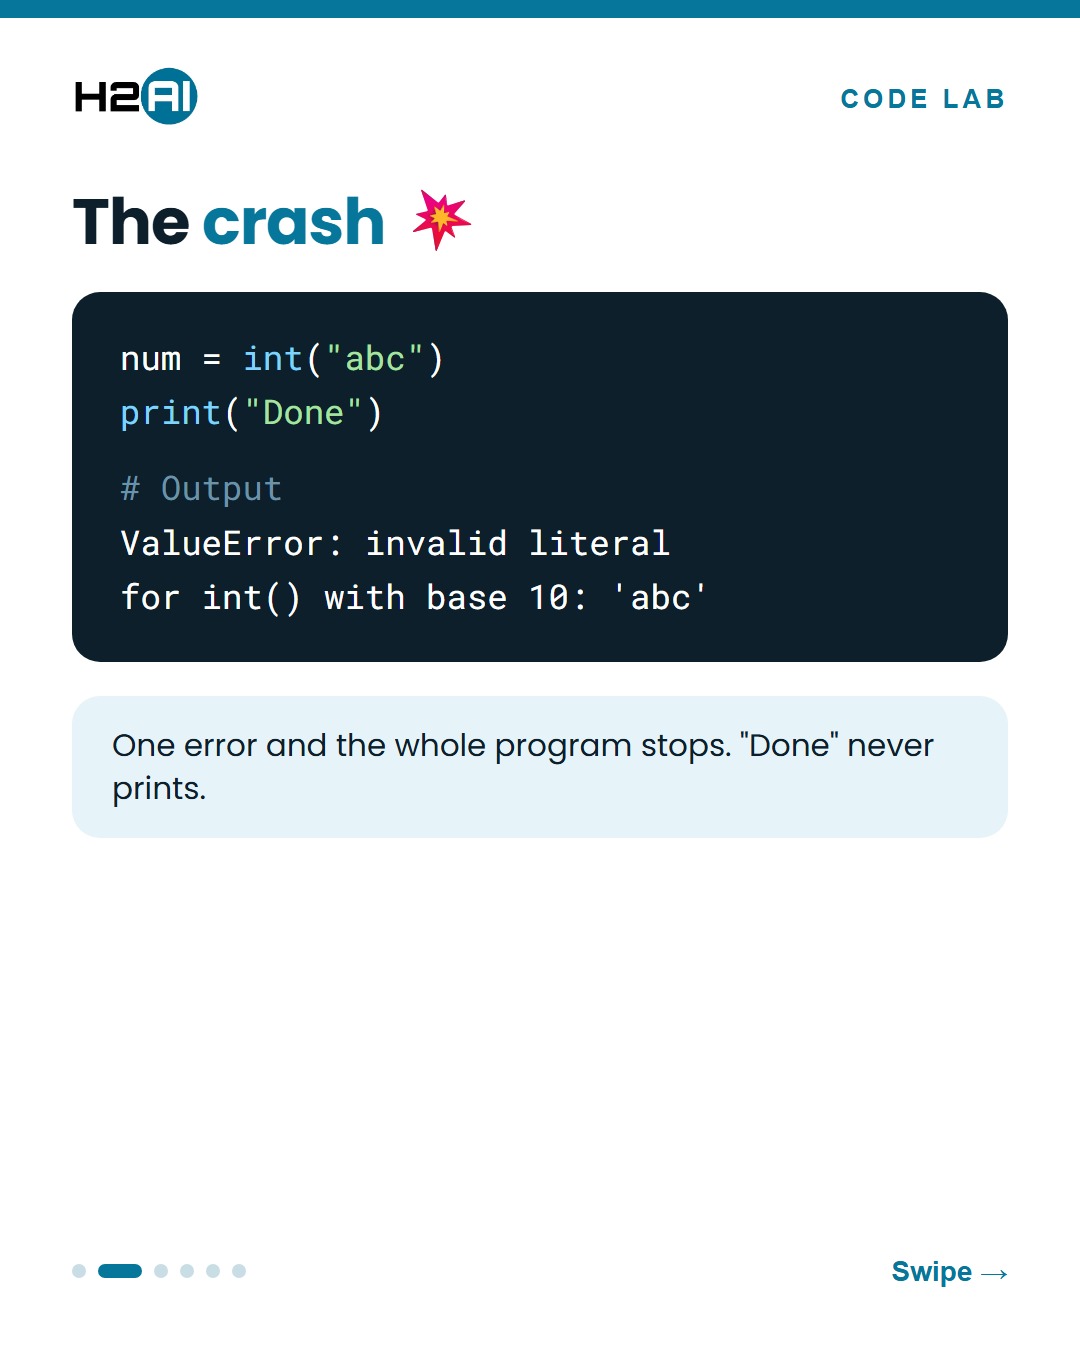 H2AI
CODE LAB
The crash
num = int("abc")
print("Done")
# Output
ValueError: invalid literal
for int() with base 10: 'abc'
One error and the whole program stops. "Done" never
prints.
Swipe →